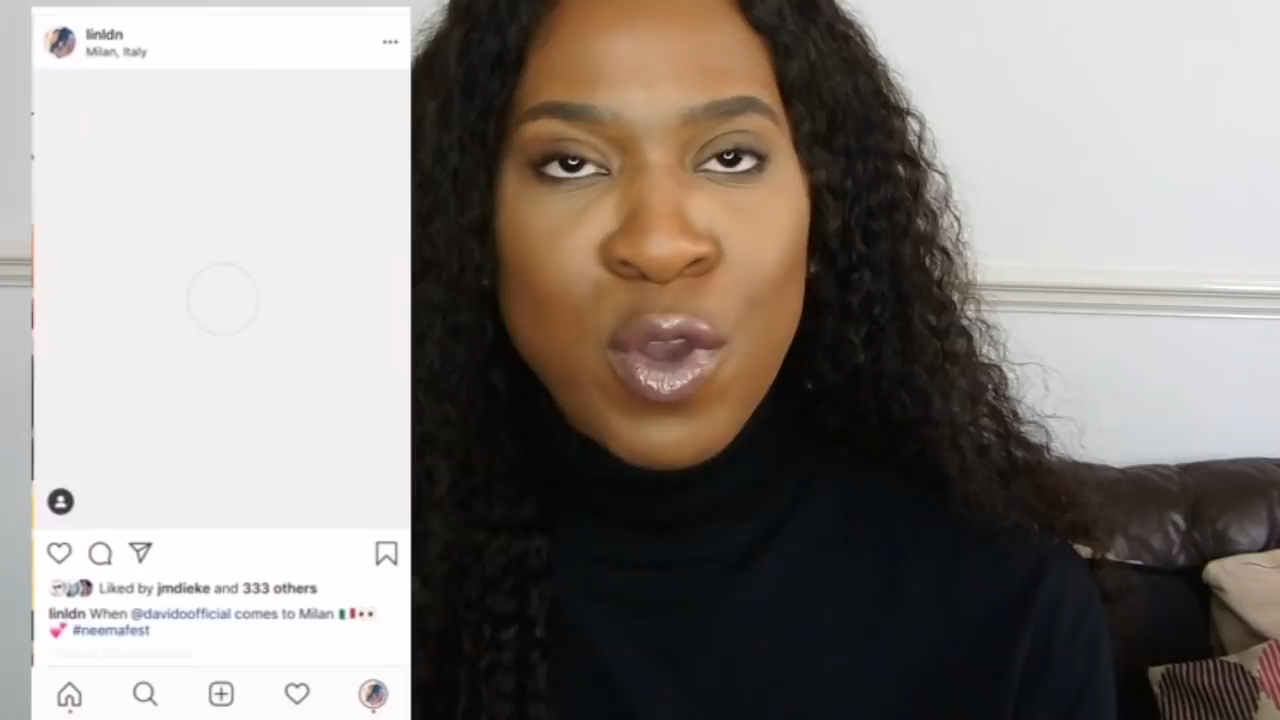 linldn
Milan, Italy
Liked by jmdieke and 333 others
linldn When @davidoofficial comes to Milan 🇮🇹👀
💕 #neemafest